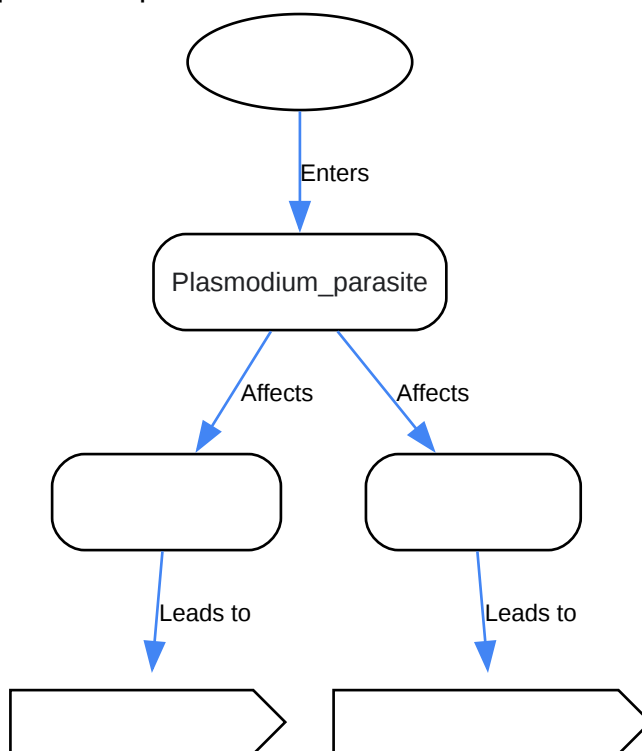 Enters
Plasmodium_parasite
Affects Affects
Leads to Leads to